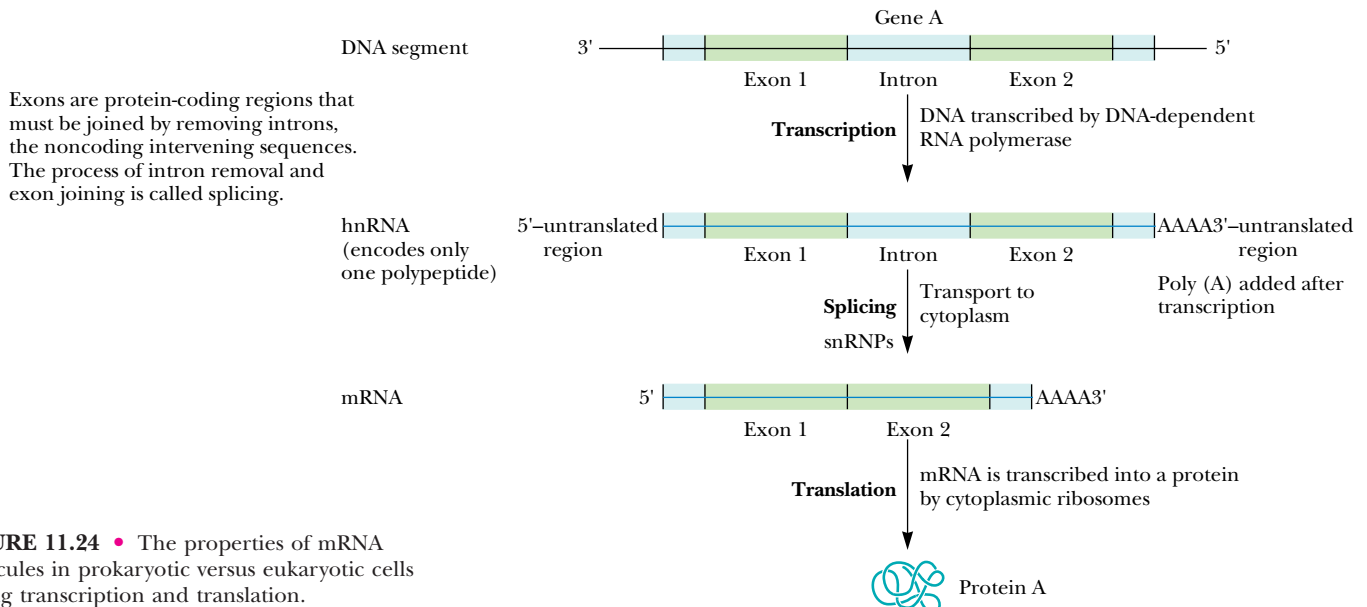 Gene A
DNA segment
3'
5'
Exon 1
Intron
Exon 2
Exons are protein-coding regions that
must be joined by removing introns,
the noncoding intervening sequences.
The process of intron removal and
exon joining is called splicing.
Transcription
DNA transcribed by DNA-dependent
RNA polymerase
hnRNA
(encodes only
one polypeptide)
5'–untranslated
region
Exon 1
Intron
Exon 2
AAAA3'–untranslated
region
Poly (A) added after
transcription
Splicing
snRNPs
Transport to
cytoplasm
mRNA
5'
AAAA3'
Exon 1
Exon 2
Translation
mRNA is transcribed into a protein
by cytoplasmic ribosomes
Protein A
URE 11.24 • The properties of mRNA
cules in prokaryotic versus eukaryotic cells
g transcription and translation.